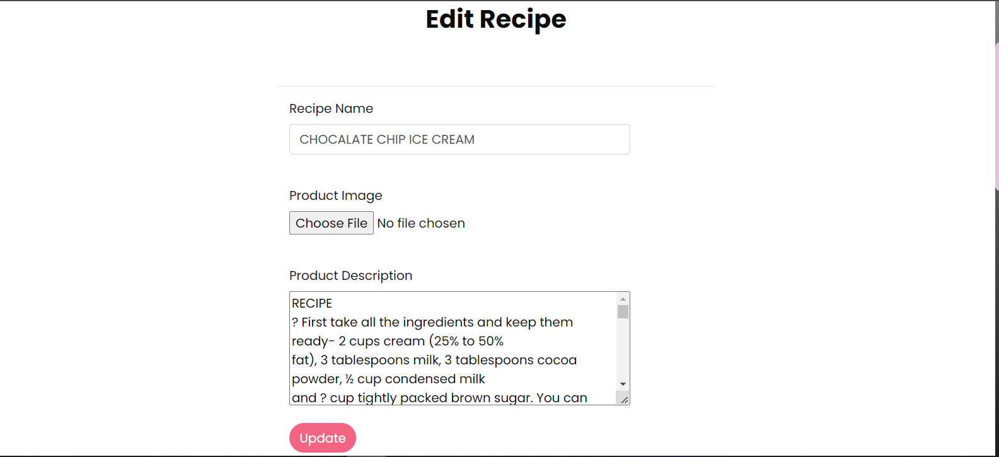 Edit Recipe
Recipe Name
CHOCALATE CHIP ICE CREAM
Product Image
Choose File No file chosen
Product Description
RECIPE
? First take all the ingredients and keep them
ready- 2 cups cream (25% to 50%
fat), 3 tablespoons milk, 3 tablespoons cocoa
powder, ½ cup condensed milk
and ? cup tightly packed brown sugar. You can
Update